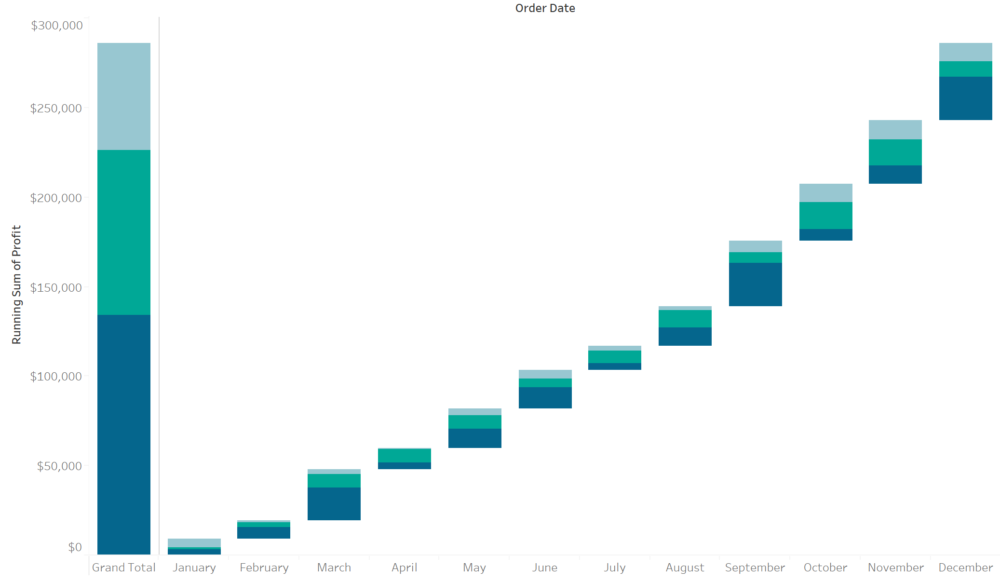 Order Date
Running Sum of Profit
$300,000
$250,000
$200,000
$150,000
$100,000
$50,000
$0
Grand Total January February March April May June July August September October November December